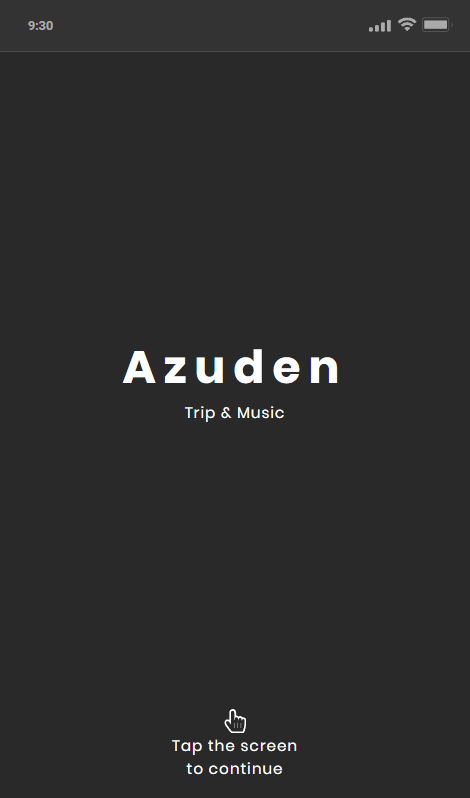 9:30
Azuden
Trip & Music
Tap the screen
to continue